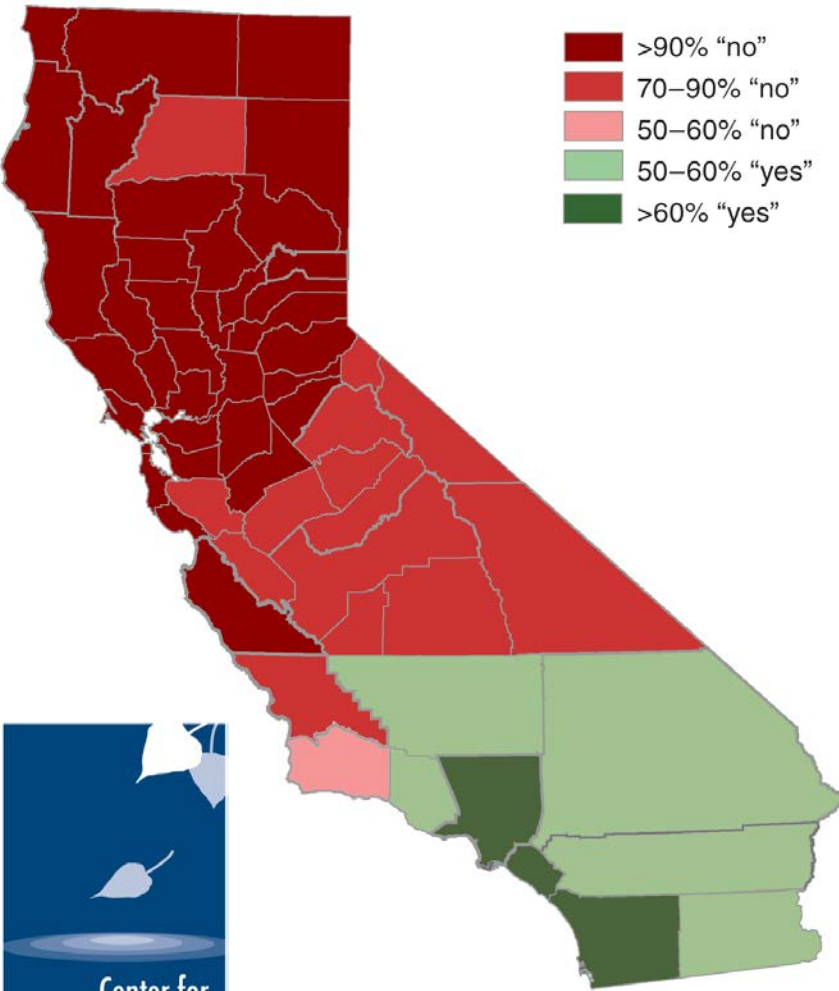 >90% “no”
70–90% “no”
50–60% “no”
50–60% “yes”
>60% “yes”
Center for